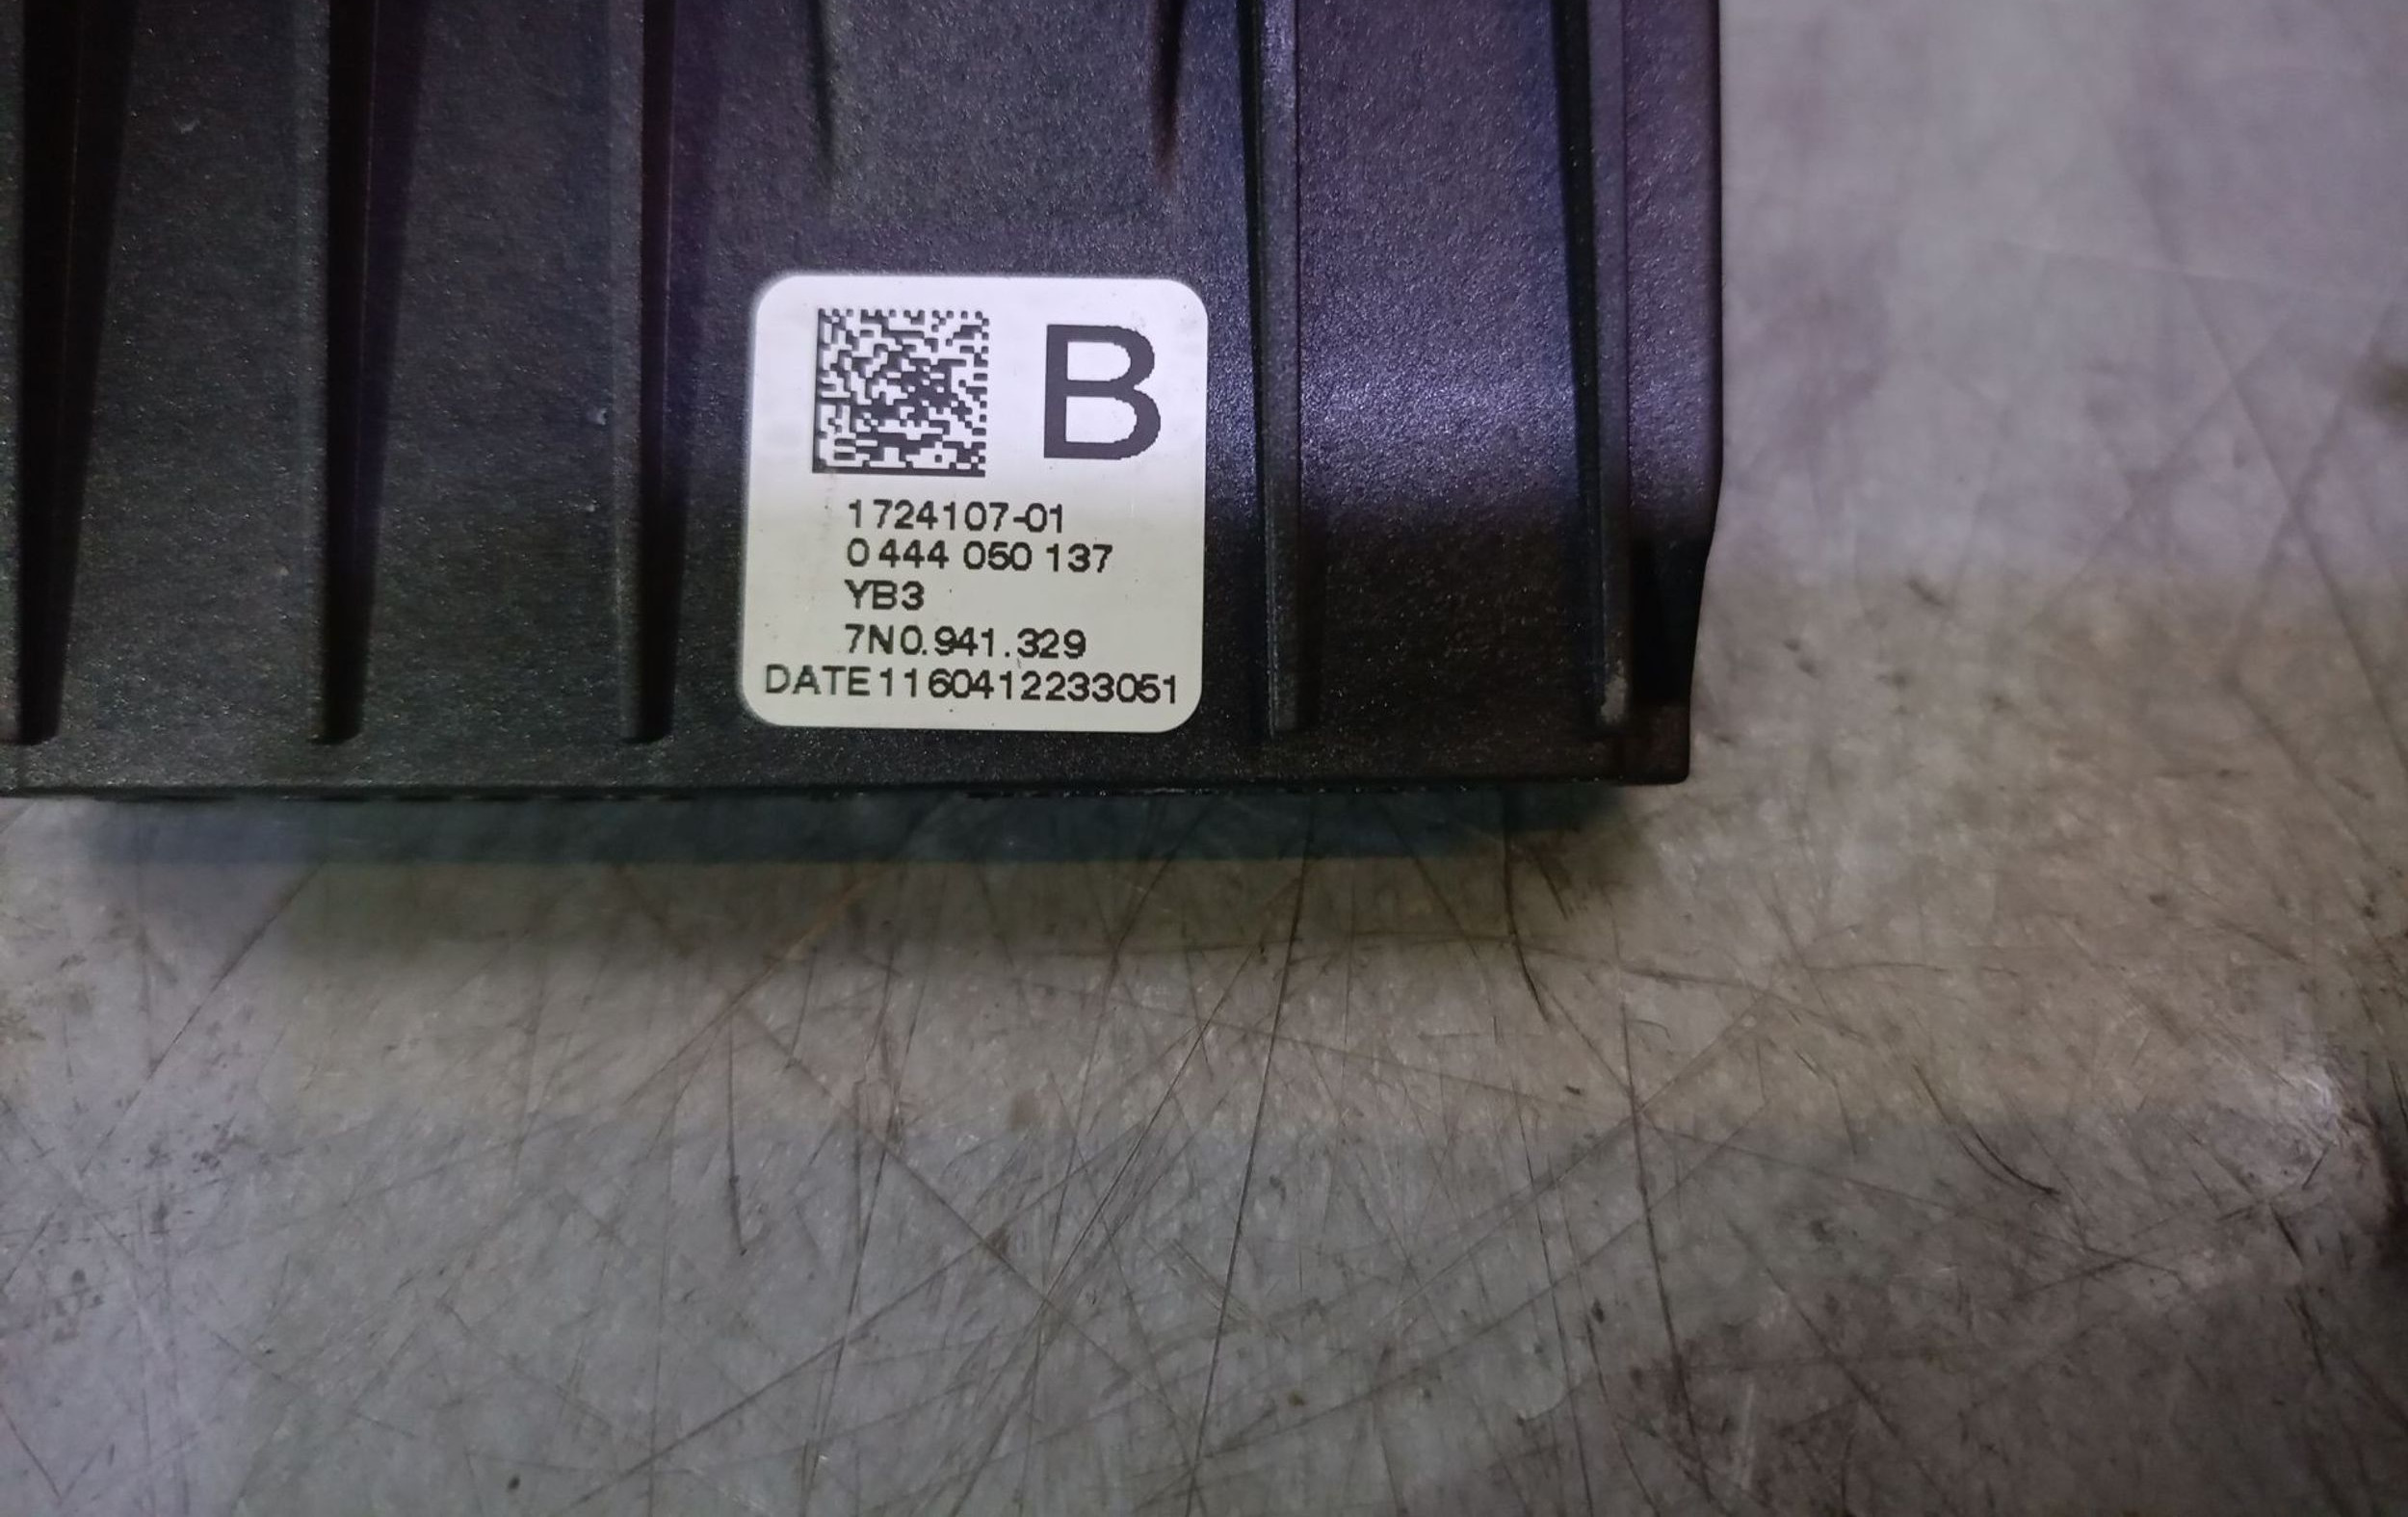 B
1724107-01
0 444 050 137
YB3
7N0.941.329
DATE1160412233051